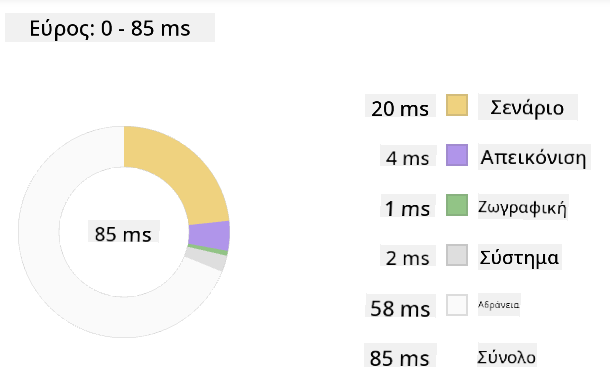 Εύρος: 0 - 85 ms
20 ms Σενάριο
4 ms Απεικόνιση
1 ms Ζωγραφική
85 ms
2 ms Σύστημα
58 ms Αδράνεια
85 ms Σύνολο